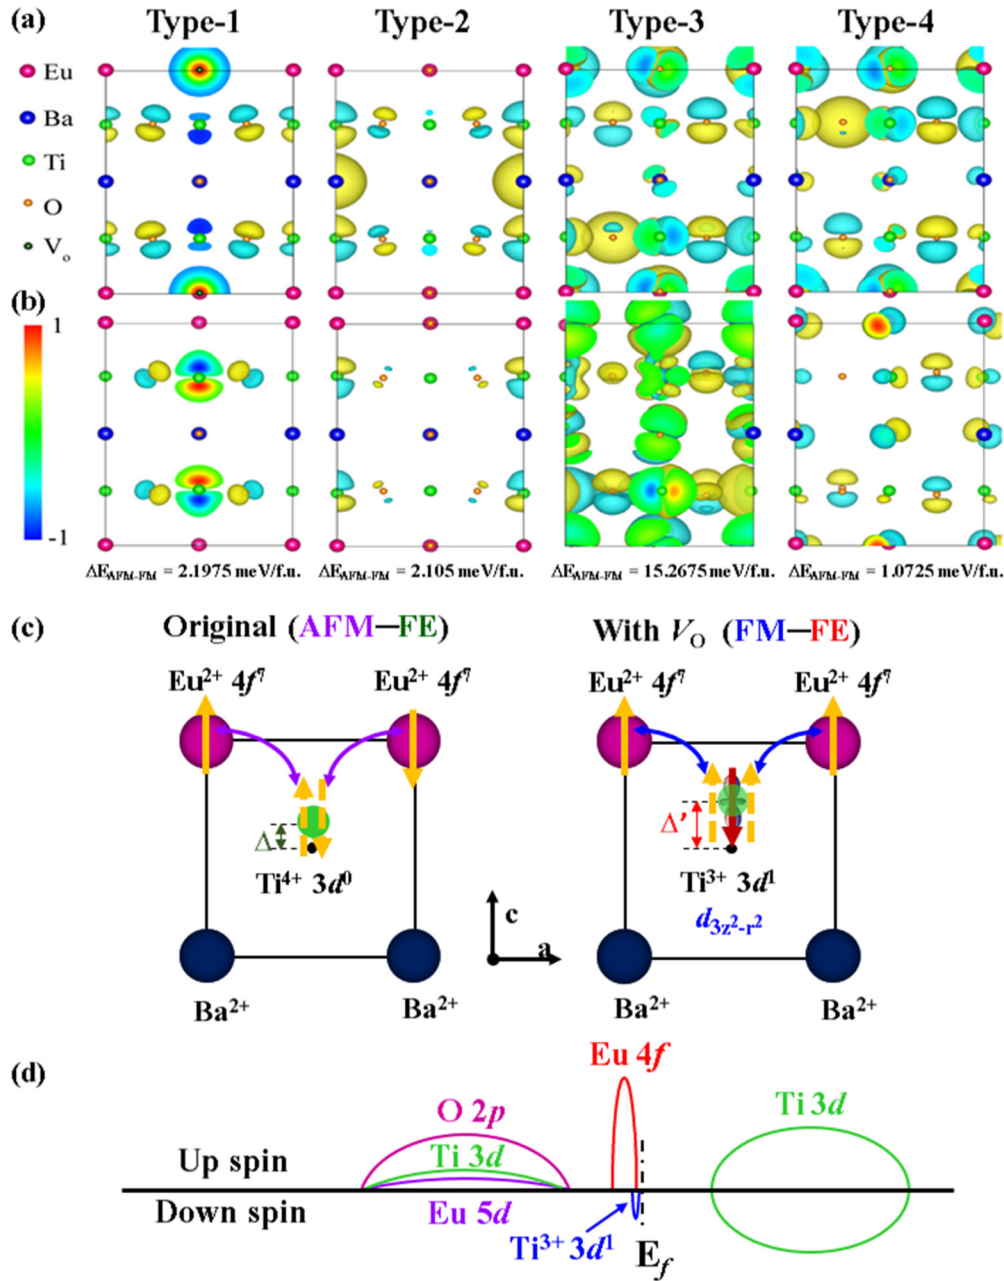 (a) Type-1 Type-2 Type-3 Type-4
Eu
Ba
Ti
O
Vo
(b)
1
0
-1
ΔE_AFM-FM = 2.1975 meV/f.u. ΔE_AFM-FM = 2.105 meV/f.u. ΔE_AFM-FM = 15.2675 meV/f.u. ΔE_AFM-FM = 1.0725 meV/f.u.
(c)
Original (AFM—FE) With V_O (FM—FE)
Eu²⁺ 4f⁷ Eu²⁺ 4f⁷ Eu²⁺ 4f⁷ Eu²⁺ 4f⁷
Δ Δ'
Ti⁴⁺ 3d⁰ Ti³⁺ 3d¹
d_3z²-r²
c
a
Ba²⁺ Ba²⁺ Ba²⁺ Ba²⁺
(d)
Eu 4f
O 2p Ti 3d
Ti 3d
Up spin
Down spin Eu 5d
Ti³⁺ 3d¹ E_f